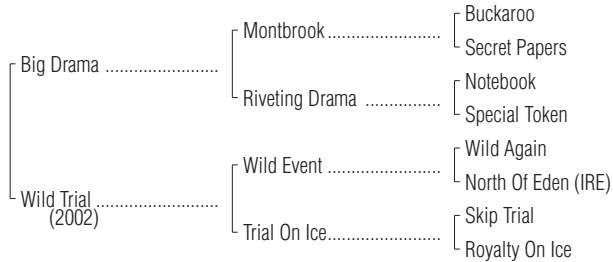 Buckaroo
Montbrook ......................
Secret Papers
Big Drama ......................
Notebook
Riveting Drama ..............
Special Token
Wild Again
Wild Event ......................
North Of Eden (IRE)
Wild Trial ........................
(2002)
Skip Trial
Trial On Ice......................
Royalty On Ice